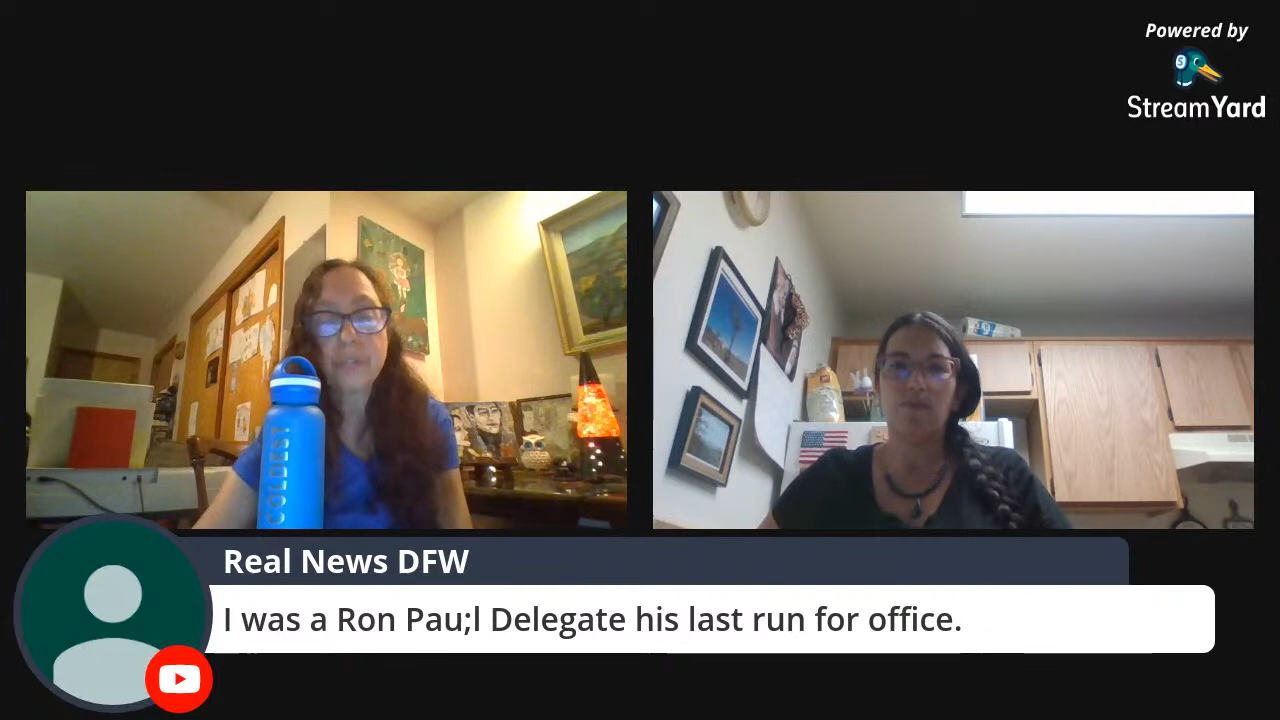 Powered by
S
StreamYard
COLDEST
Real News DFW
I was a Ron Pau;l Delegate his last run for office.